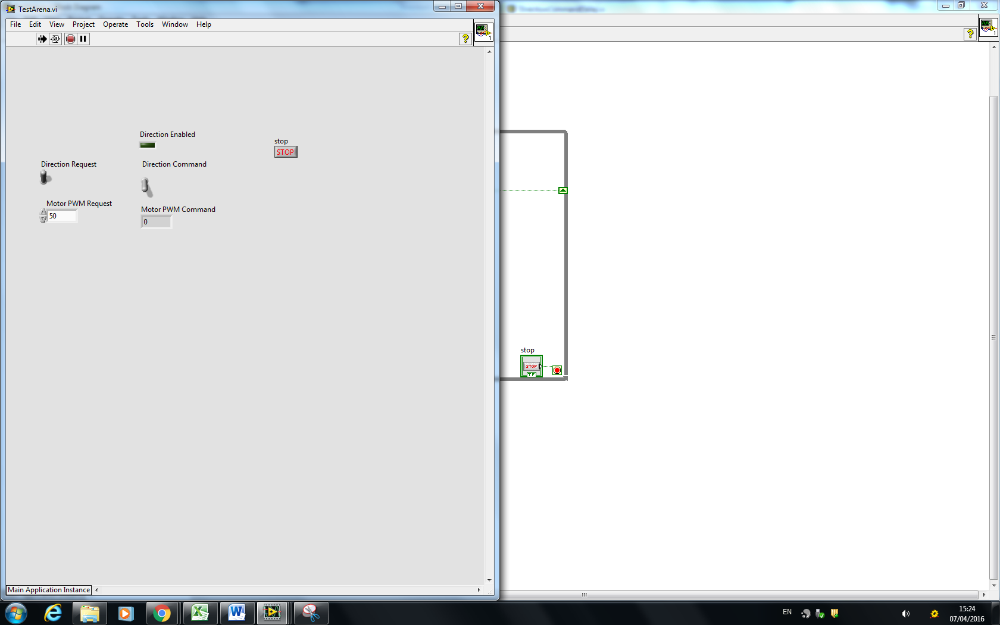 TestArena.vi
File Edit View Project Operate Tools Window Help
1
1
Direction Enabled
stop
STOP
Direction Request
Direction Command
Motor PWM Request
50
Motor PWM Command
0
stop
STOP
TF
Main Application Instance
EN
15:24
07/04/2016